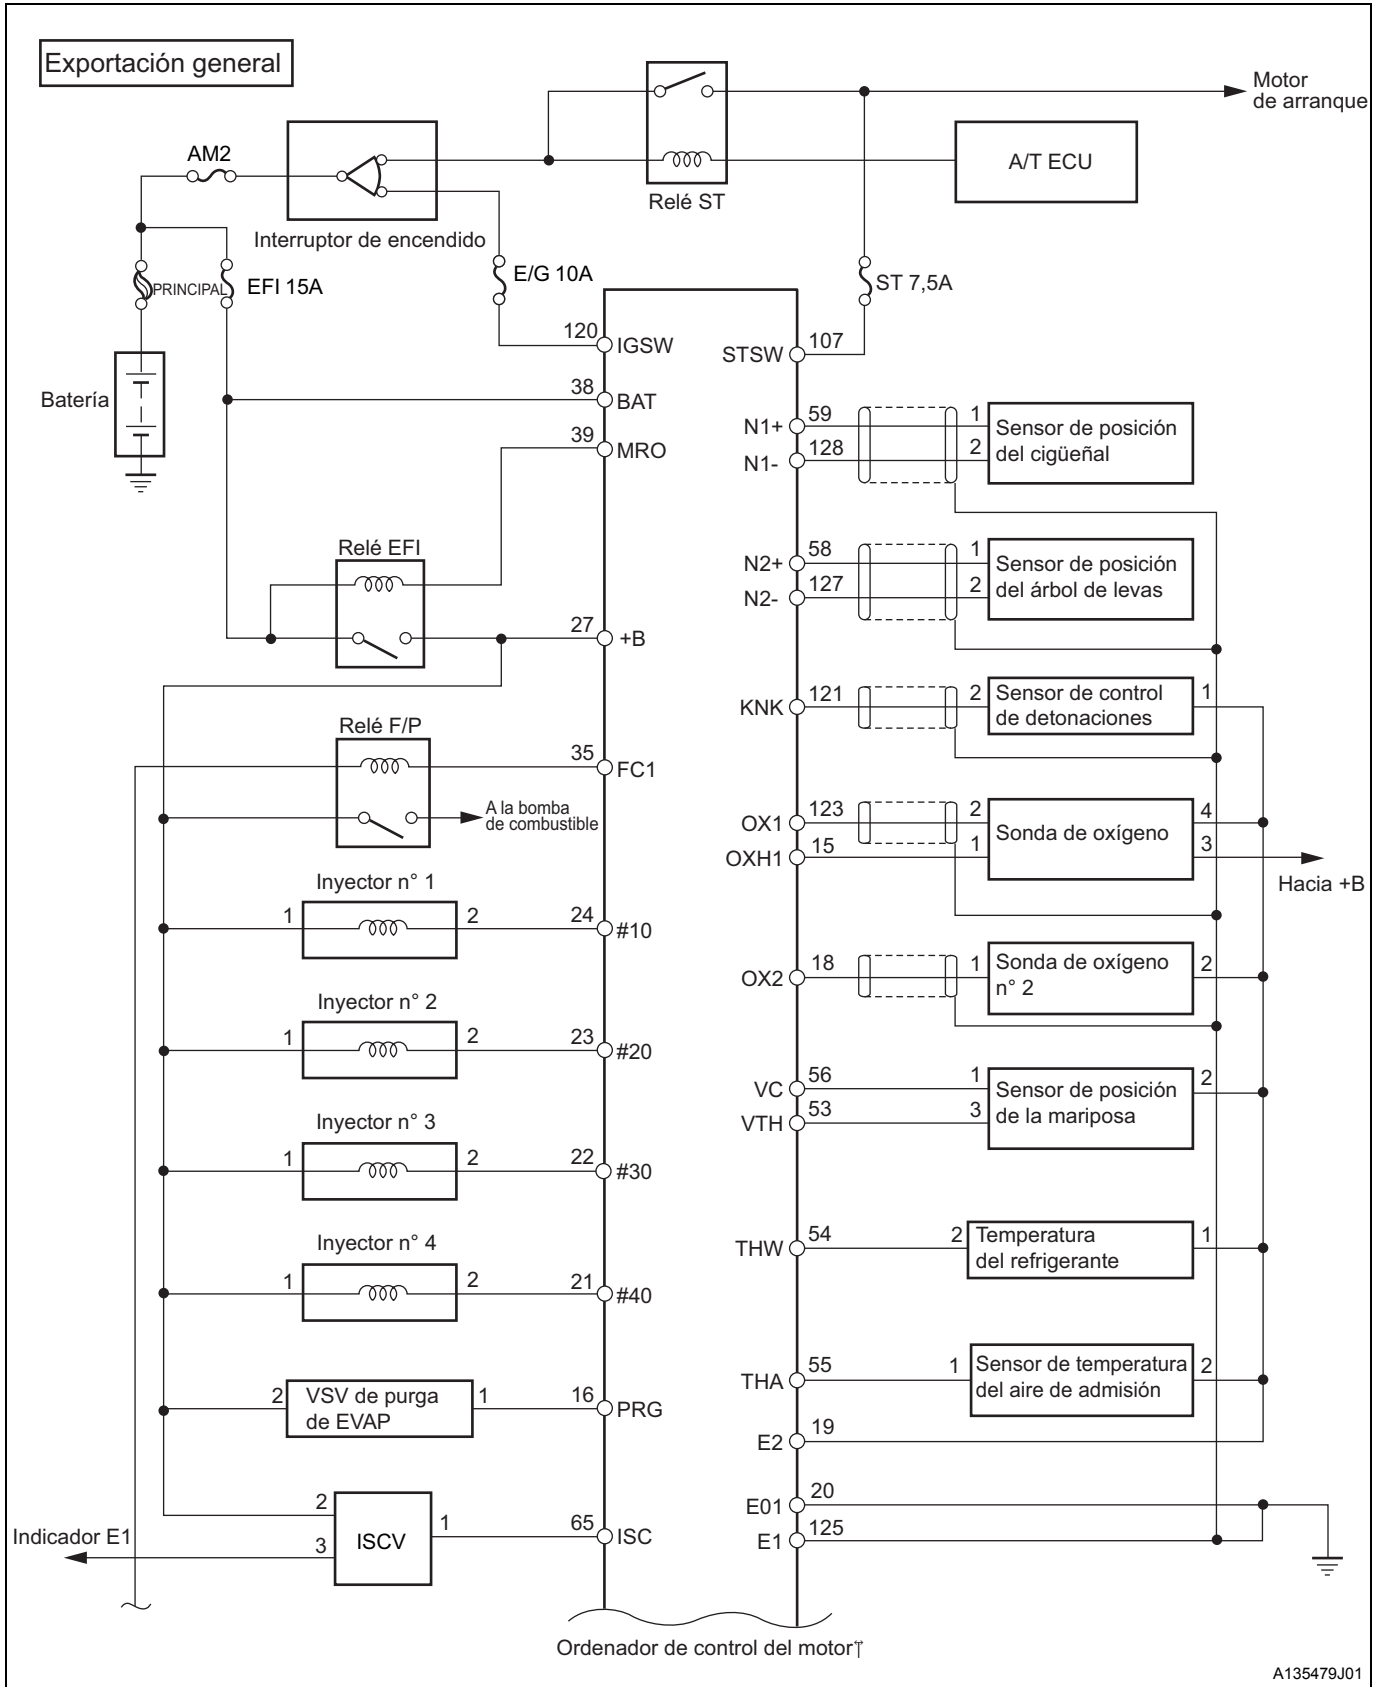 Exportación general
Motor
de arranque
AM2
A/T ECU
Relé ST
Interruptor de encendido
PRINCIPAL
EFI 15A
E/G 10A
ST 7,5A
Batería
120
IGSW
38
BAT
39
MRO
Relé EFI
27
+B
Relé F/P
35
FC1
A la bomba
de combustible
Inyector n° 1
1
2
24
#10
Inyector n° 2
1
2
23
#20
Inyector n° 3
1
2
22
#30
Inyector n° 4
1
2
21
#40
2
VSV de purga
de EVAP
1
16
PRG
2
3
ISCV
1
65
ISC
Indicador E1
STSW
107
N1+
59
1
N1-
128
2
Sensor de posición
del cigüeñal
N2+
58
1
N2-
127
2
Sensor de posición
del árbol de levas
KNK
121
2
Sensor de control
de detonaciones
1
OX1
123
2
OXH1
15
1
Sonda de oxígeno
4
3
Hacia +B
OX2
18
1
Sonda de oxígeno
n° 2
2
VC
56
1
VTH
53
3
Sensor de posición
de la mariposa
2
THW
54
2
Temperatura
del refrigerante
1
THA
55
1
Sensor de temperatura
del aire de admisión
2
E2
19
E01
20
E1
125
Ordenador de control del motor
A135479J01